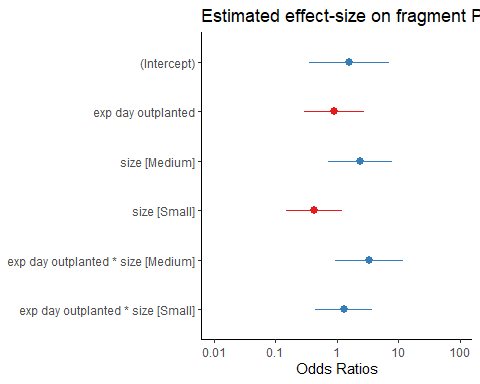 Estimated effect-size on fragment P
(Intercept)
exp day outplanted
size [Medium]
size [Small]
exp day outplanted * size [Medium]
exp day outplanted * size [Small]
0.01 0.1 1 10 100
Odds Ratios